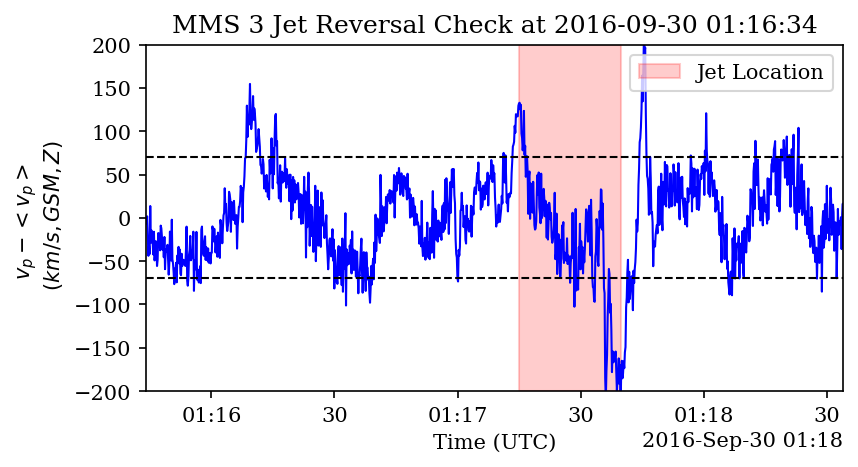 MMS 3 Jet Reversal Check at 2016-09-30 01:16:34
Jet Location
v_p − < v_p >
(km/s, GSM, Z)
200
150
100
50
0
−50
−100
−150
−200
01:16
30
01:17
30
01:18
30
Time (UTC)
2016-Sep-30 01:18